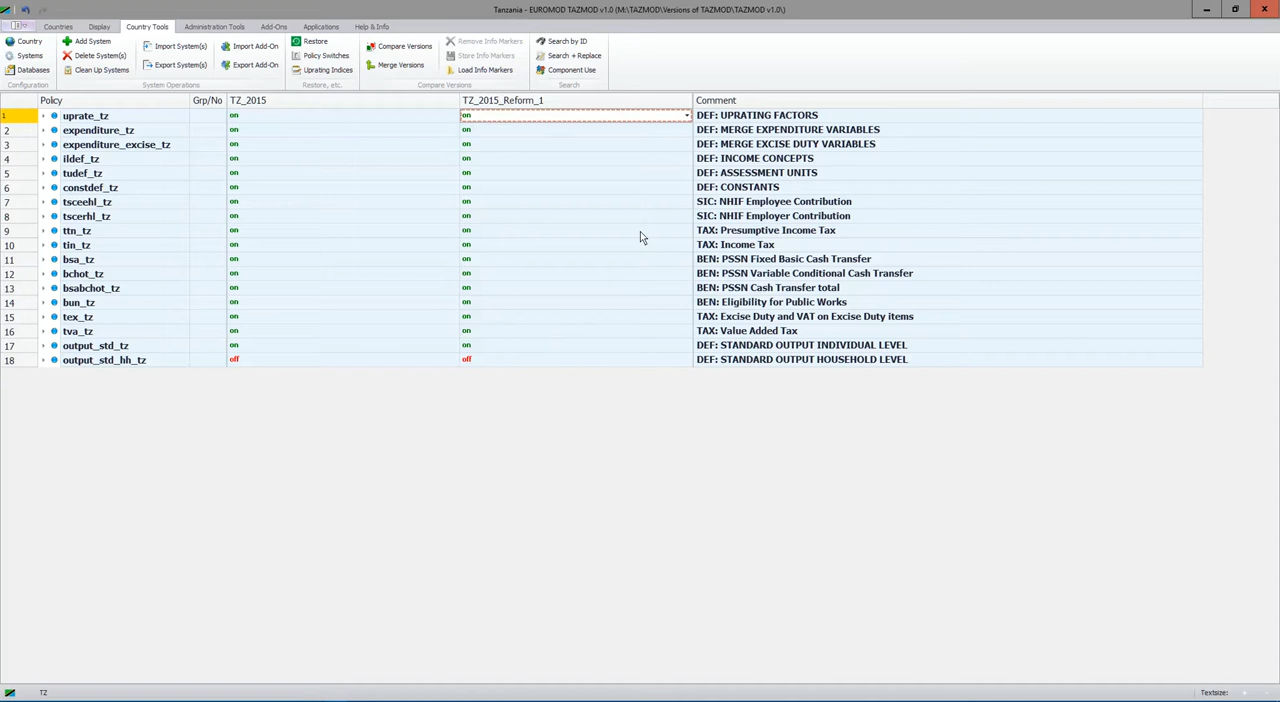 Tanzania - EUROMOD TAZMOD v1.0 (M:\TAZMOD\Versions of TAZMOD\TAZMOD v1.0\)
Countries Display Country Tools Administration Tools Add-Ons Applications Help & Info
Country Add System Import System(s) Import Add-On Restore Compare Versions Remove Info Markers Search by ID
Systems Delete System(s) Policy Switches Store Info Markers Search + Replace
Databases Clean Up Systems Export System(s) Export Add-On Uprating Indices Merge Versions Load Info Markers Component Use
Configuration System Operations Restore, etc. Compare Versions Search
Policy Grp/No TZ_2015 TZ_2015_Reform_1 Comment
1 uprate_tz on on DEF: UPRATING FACTORS
2 expenditure_tz on on DEF: MERGE EXPENDITURE VARIABLES
3 expenditure_excise_tz on on DEF: MERGE EXCISE DUTY VARIABLES
4 ildef_tz on on DEF: INCOME CONCEPTS
5 tudef_tz on on DEF: ASSESSMENT UNITS
6 constdef_tz on on DEF: CONSTANTS
7 tsceehl_tz on on SIC: NHIF Employee Contribution
8 tscerhl_tz on on SIC: NHIF Employer Contribution
9 ttn_tz on on TAX: Presumptive Income Tax
10 tin_tz on on TAX: Income Tax
11 bsa_tz on on BEN: PSSN Fixed Basic Cash Transfer
12 bchot_tz on on BEN: PSSN Variable Conditional Cash Transfer
13 bsabchot_tz on on BEN: PSSN Cash Transfer total
14 bun_tz on on BEN: Eligibility for Public Works
15 tex_tz on on TAX: Excise Duty and VAT on Excise Duty items
16 tva_tz on on TAX: Value Added Tax
17 output_std_tz on on DEF: STANDARD OUTPUT INDIVIDUAL LEVEL
18 output_std_hh_tz off off DEF: STANDARD OUTPUT HOUSEHOLD LEVEL
TZ Textsize: + -